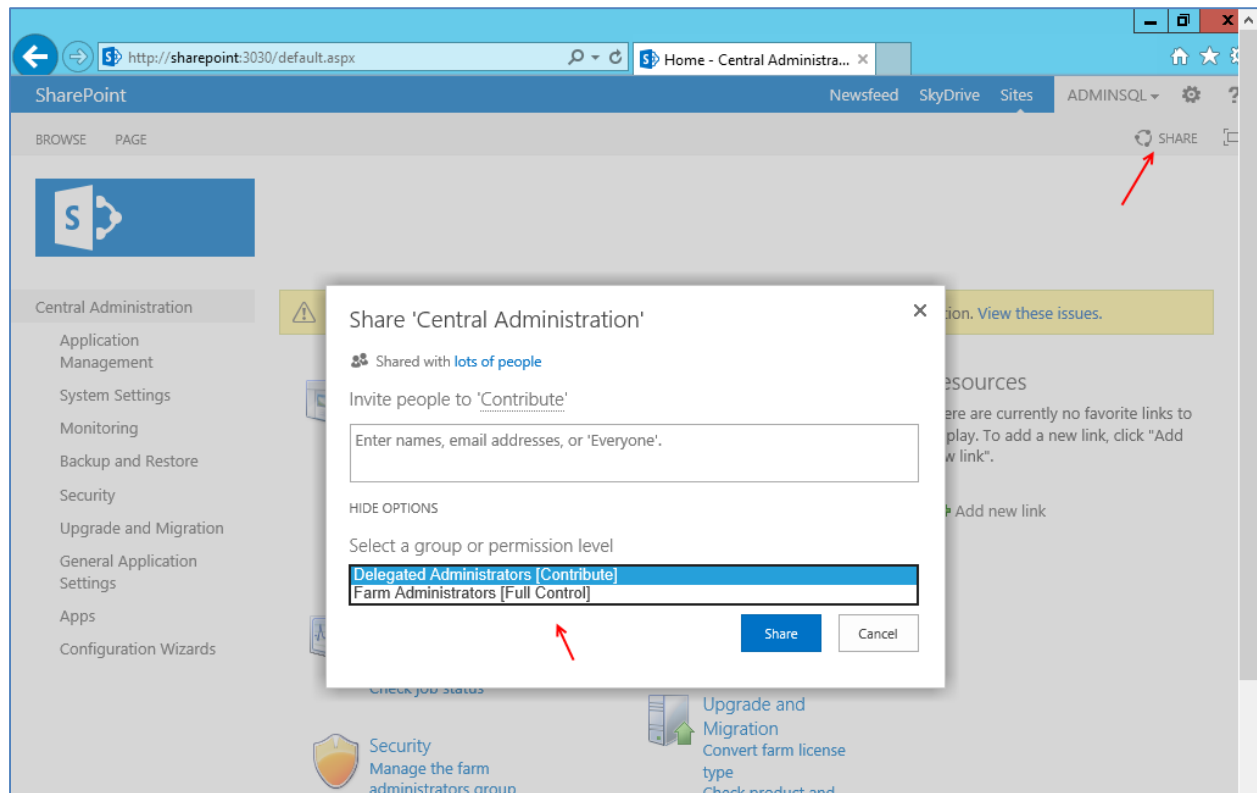 http://sharepoint:3030/default.aspx
Home - Central Administra...
SharePoint
Newsfeed SkyDrive Sites ADMINSQL
?
BROWSE PAGE
SHARE
S
Central Administration
Application
Management
System Settings
Monitoring
Backup and Restore
Security
Upgrade and Migration
General Application
Settings
Apps
Configuration Wizards
Share 'Central Administration'
Shared with lots of people
Invite people to 'Contribute'
Enter names, email addresses, or 'Everyone'.
HIDE OPTIONS
Select a group or permission level
Delegated Administrators [Contribute]
Farm Administrators [Full Control]
Share Cancel
tion. View these issues.
esources
ere are currently no favorite links to
play. To add a new link, click "Add
w link".
Add new link
Check job status
Security
Manage the farm
administrators group
Upgrade and
Migration
Convert farm license
type
Check product and